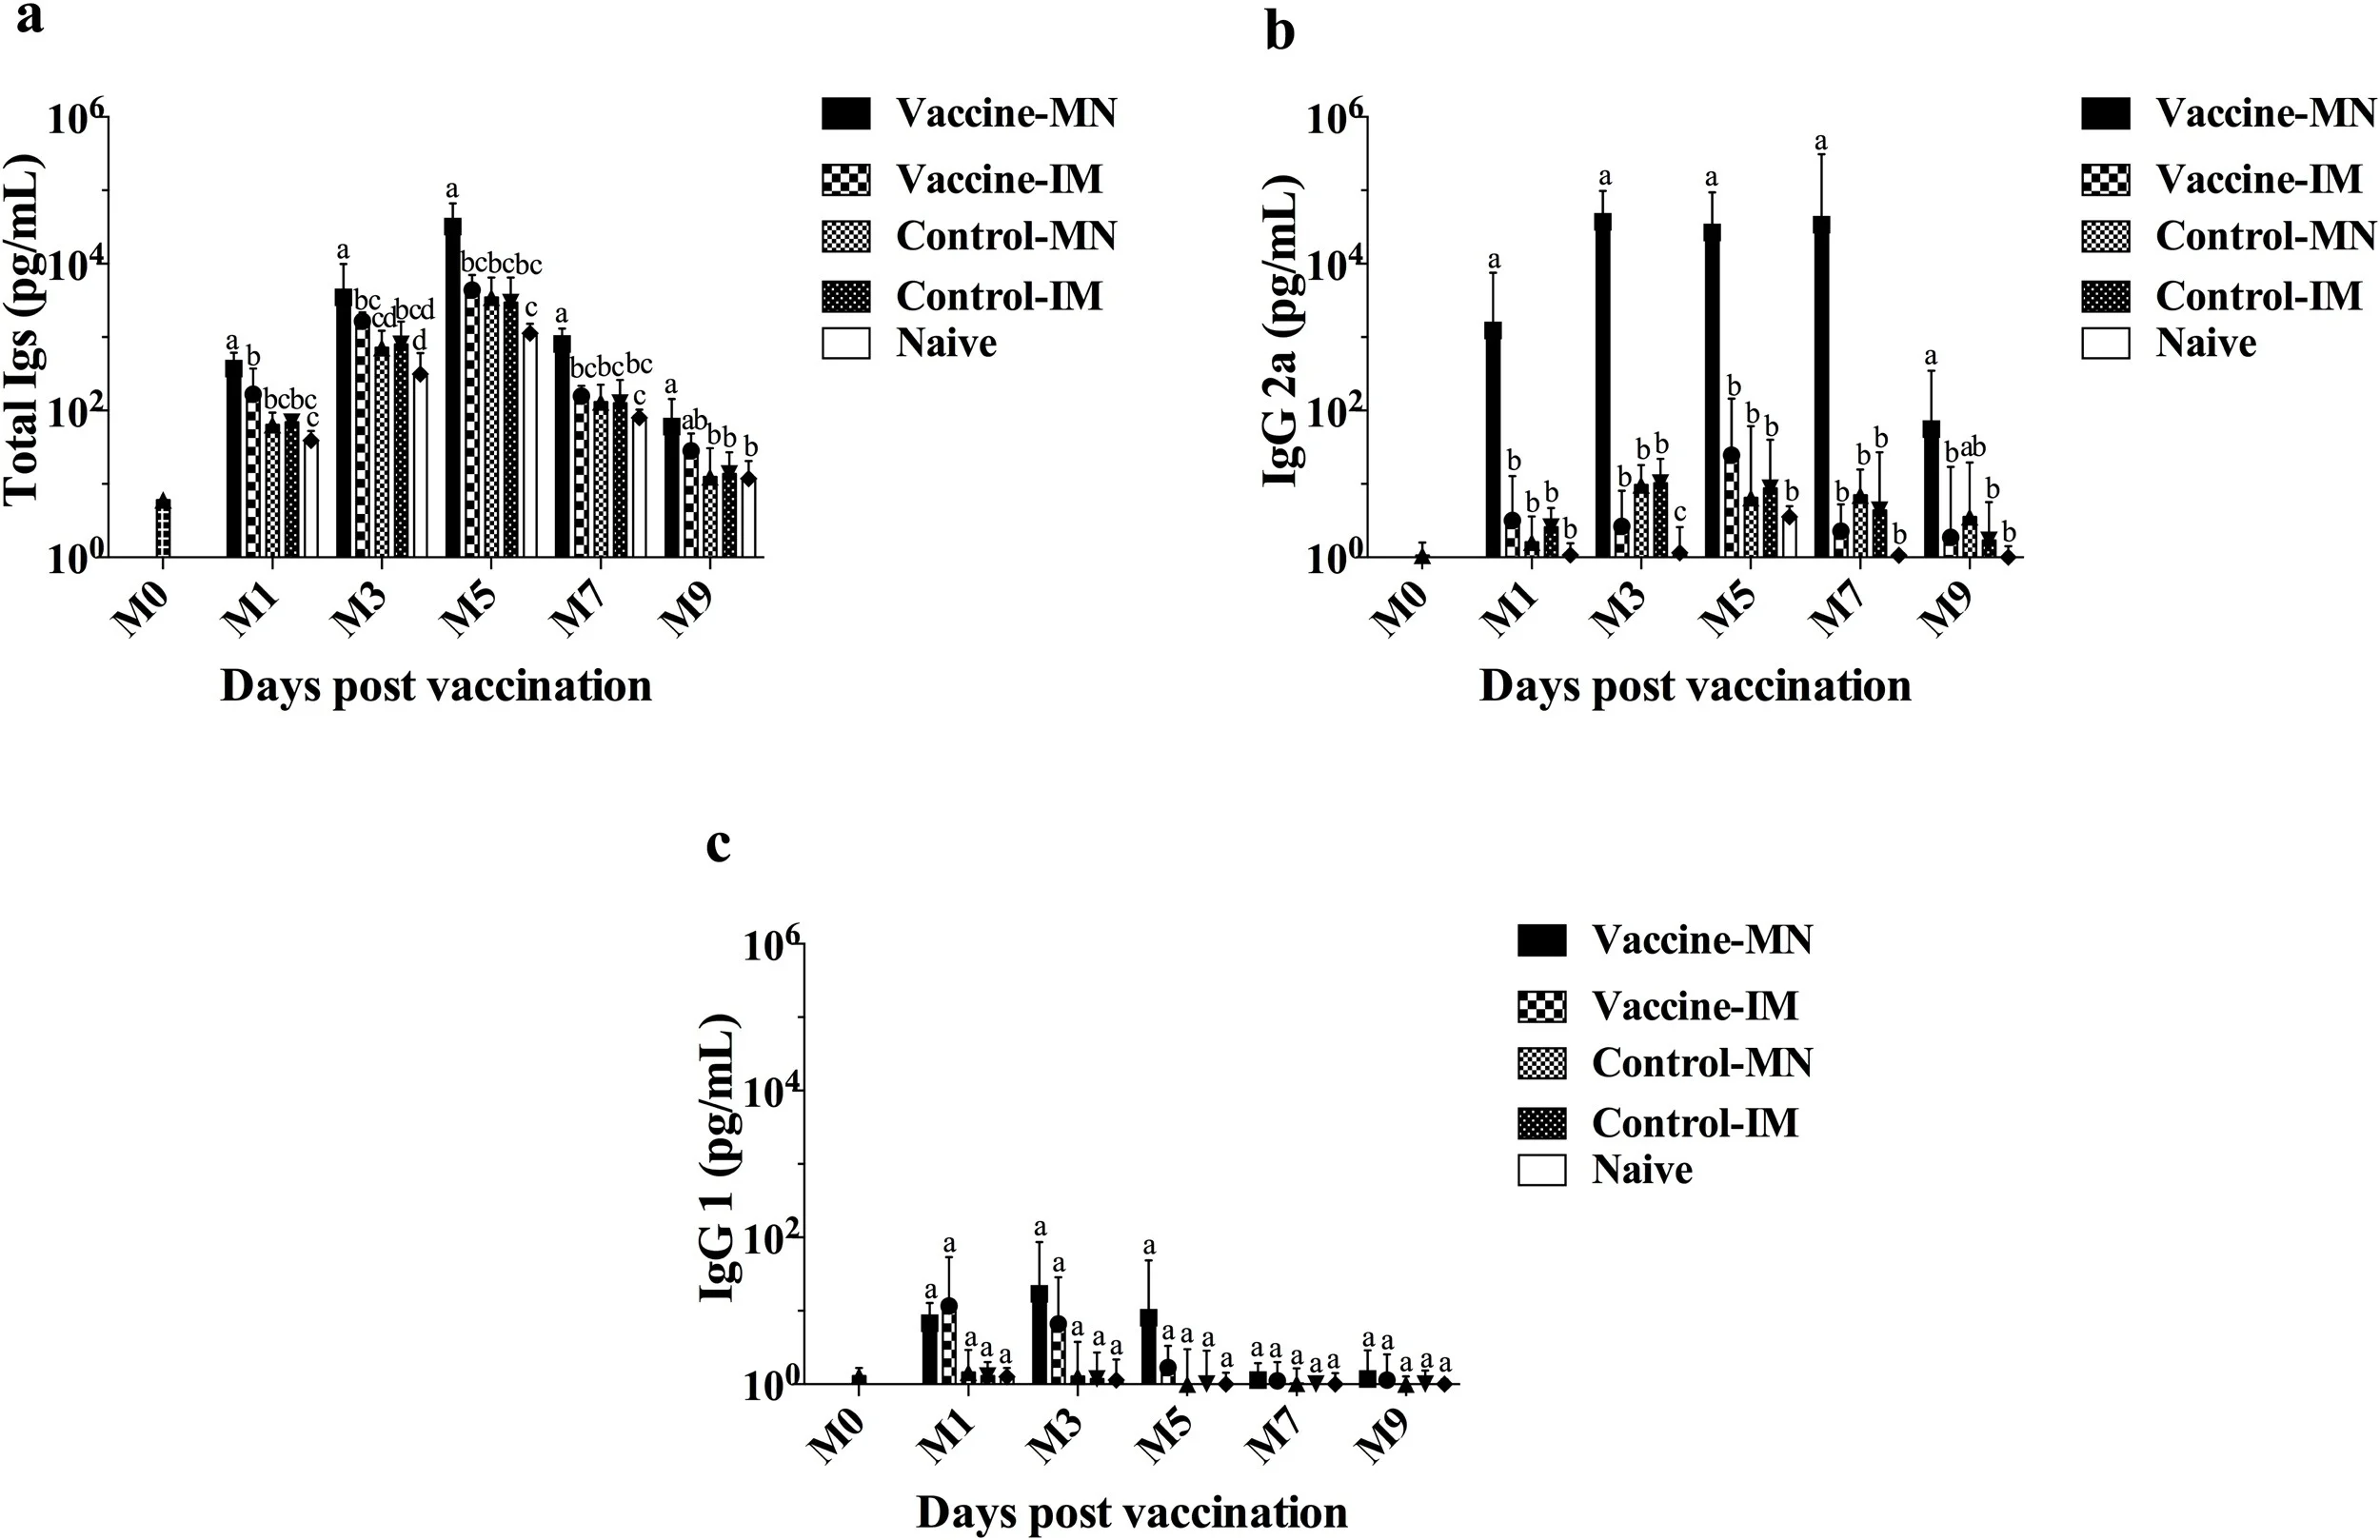 a
Total Igs (pg/mL)
10^6
10^4
10^2
10^0
a b bc bc c
a bc cd bcd d
a bc bc bc c
a bc bc bc c
a ab b b b
M0 M1 M3 M5 M7 M9
Days post vaccination
Vaccine-MN
Vaccine-IM
Control-MN
Control-IM
Naive
b
IgG 2a (pg/mL)
10^6
10^4
10^2
10^0
a b b b b
a b b b c
a b b b b
a b b b b
a b ab b b
M0 M1 M3 M5 M7 M9
Days post vaccination
Vaccine-MN
Vaccine-IM
Control-MN
Control-IM
Naive
c
IgG 1 (pg/mL)
10^6
10^4
10^2
10^0
a a a a a
a a a a a
a a a a a
a a a a a
a a a a a
M0 M1 M3 M5 M7 M9
Days post vaccination
Vaccine-MN
Vaccine-IM
Control-MN
Control-IM
Naive